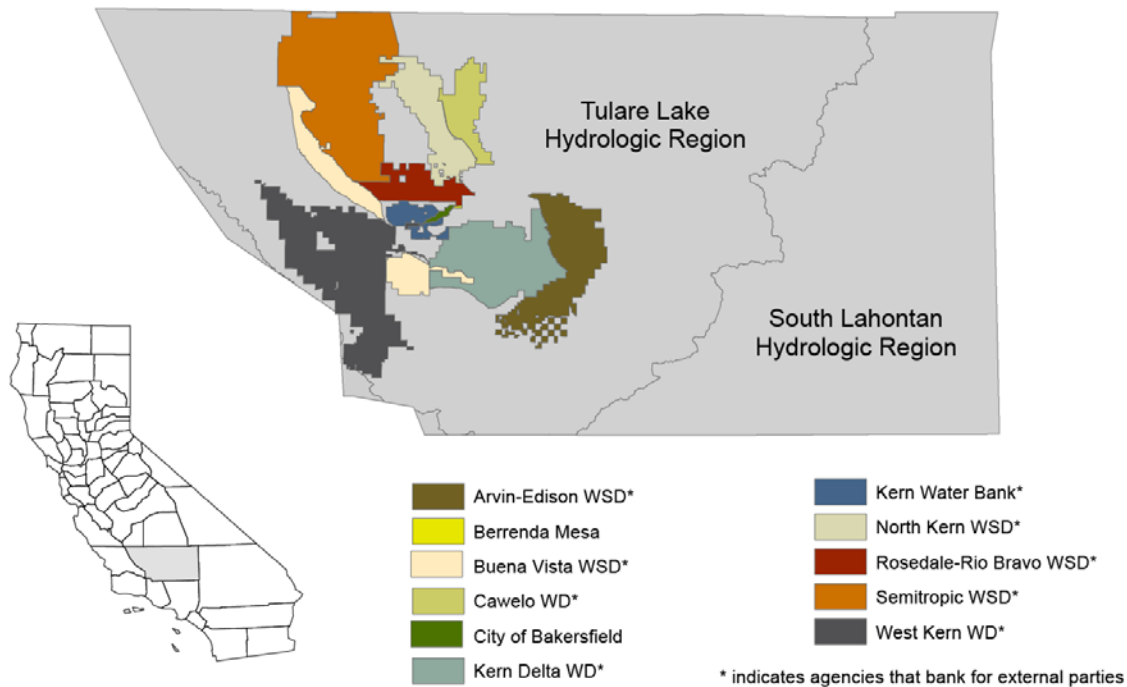 Tulare Lake
Hydrologic Region
South Lahontan
Hydrologic Region
Arvin-Edison WSD*
Berrenda Mesa
Buena Vista WSD*
Cawelo WD*
City of Bakersfield
Kern Delta WD*
Kern Water Bank*
North Kern WSD*
Rosedale-Rio Bravo WSD*
Semitropic WSD*
West Kern WD*
* indicates agencies that bank for external parties